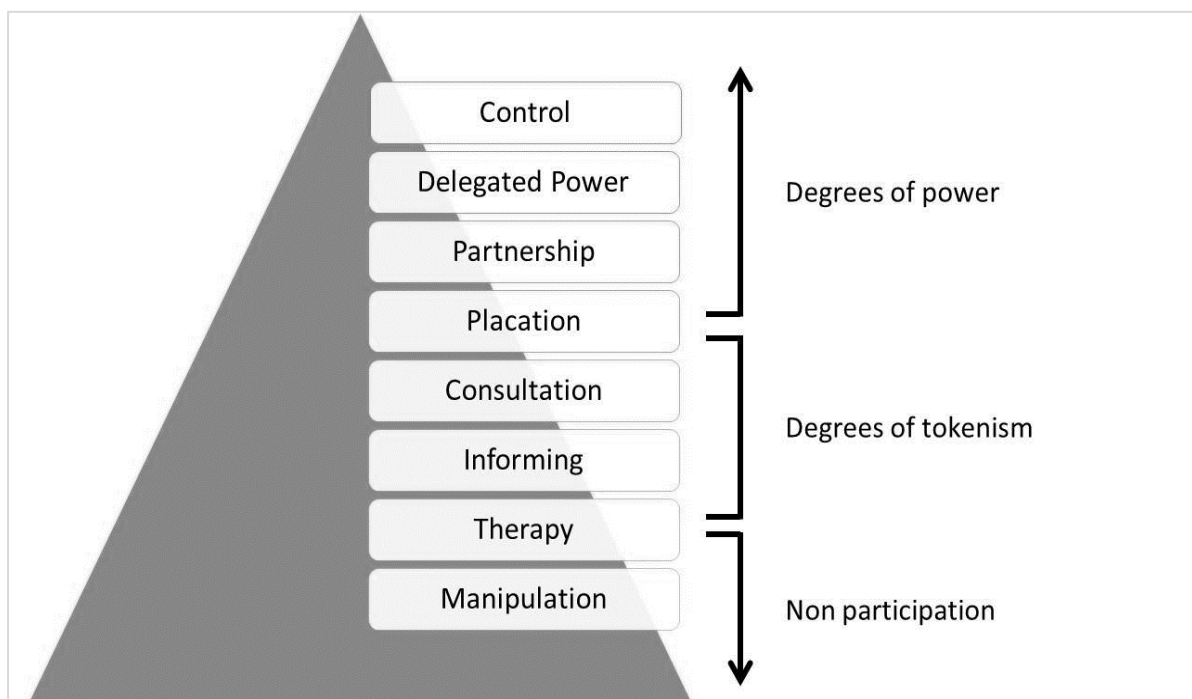 Control
Delegated Power
Degrees of power
Partnership
Placation
Consultation
Degrees of tokenism
Informing
Therapy
Manipulation
Non participation